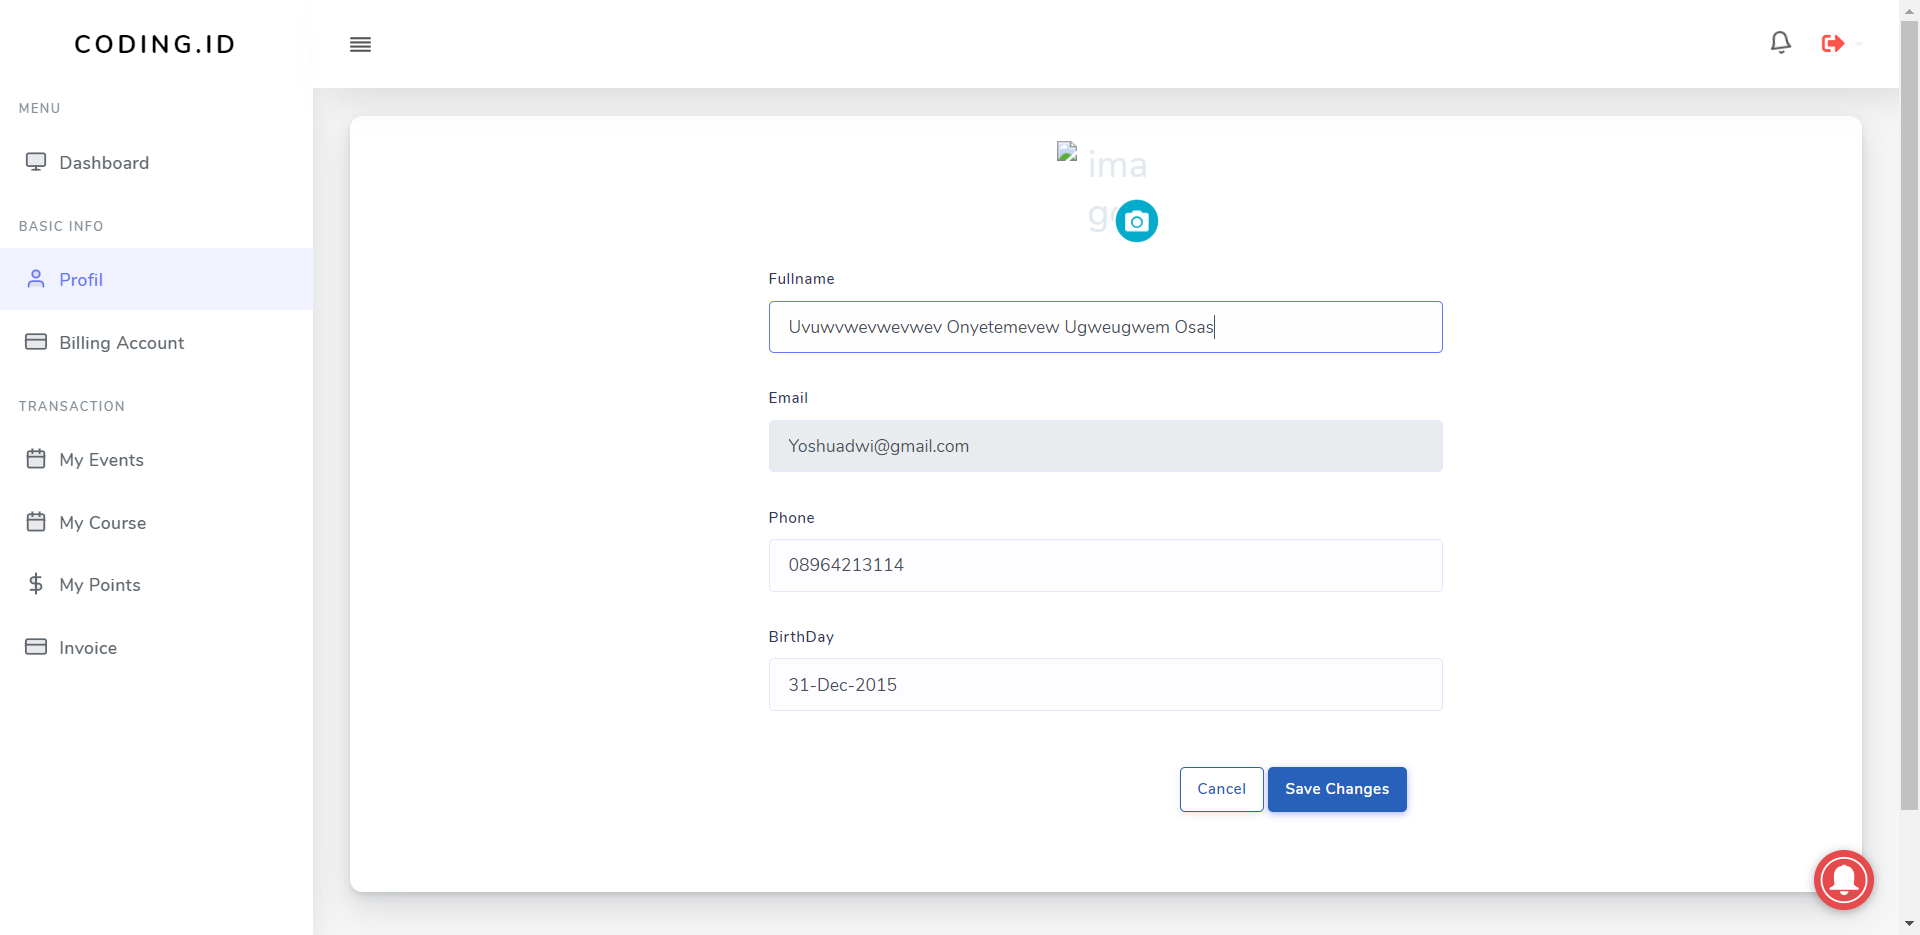 CODING.ID
MENU
Dashboard
BASIC INFO
Profil
Billing Account
TRANSACTION
My Events
My Course
My Points
Invoice
ima
ge
Fullname
Uvuwvwevwevwev Onyetemevew Ugweugwem Osas
Email
Yoshuadwi@gmail.com
Phone
08964213114
BirthDay
31-Dec-2015
Cancel
Save Changes